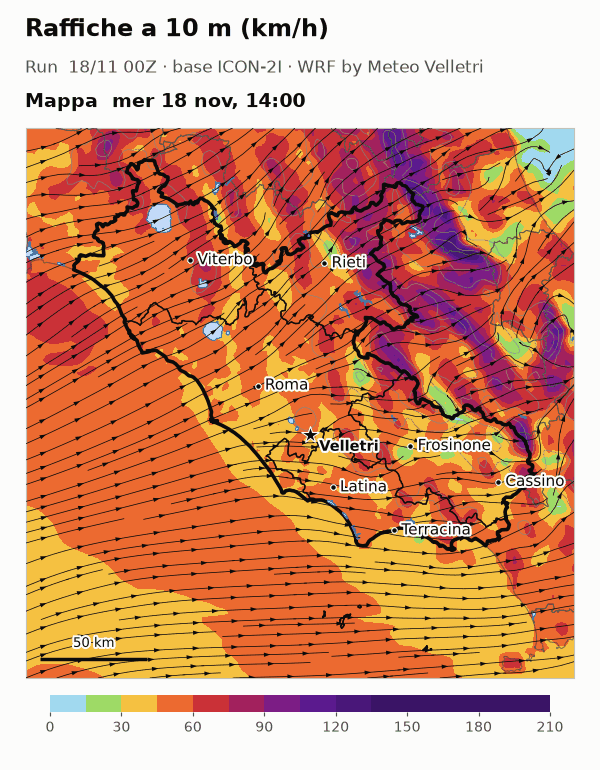 Raffiche a 10 m (km/h)
Run  18/11 00Z · base ICON-2I · WRF by Meteo Velletri
Mappa  mer 18 nov, 14:00
Viterbo
Rieti
Roma
Velletri
Frosinone
Latina
Cassino
Terracina
50 km
0 30 60 90 120 150 180 210